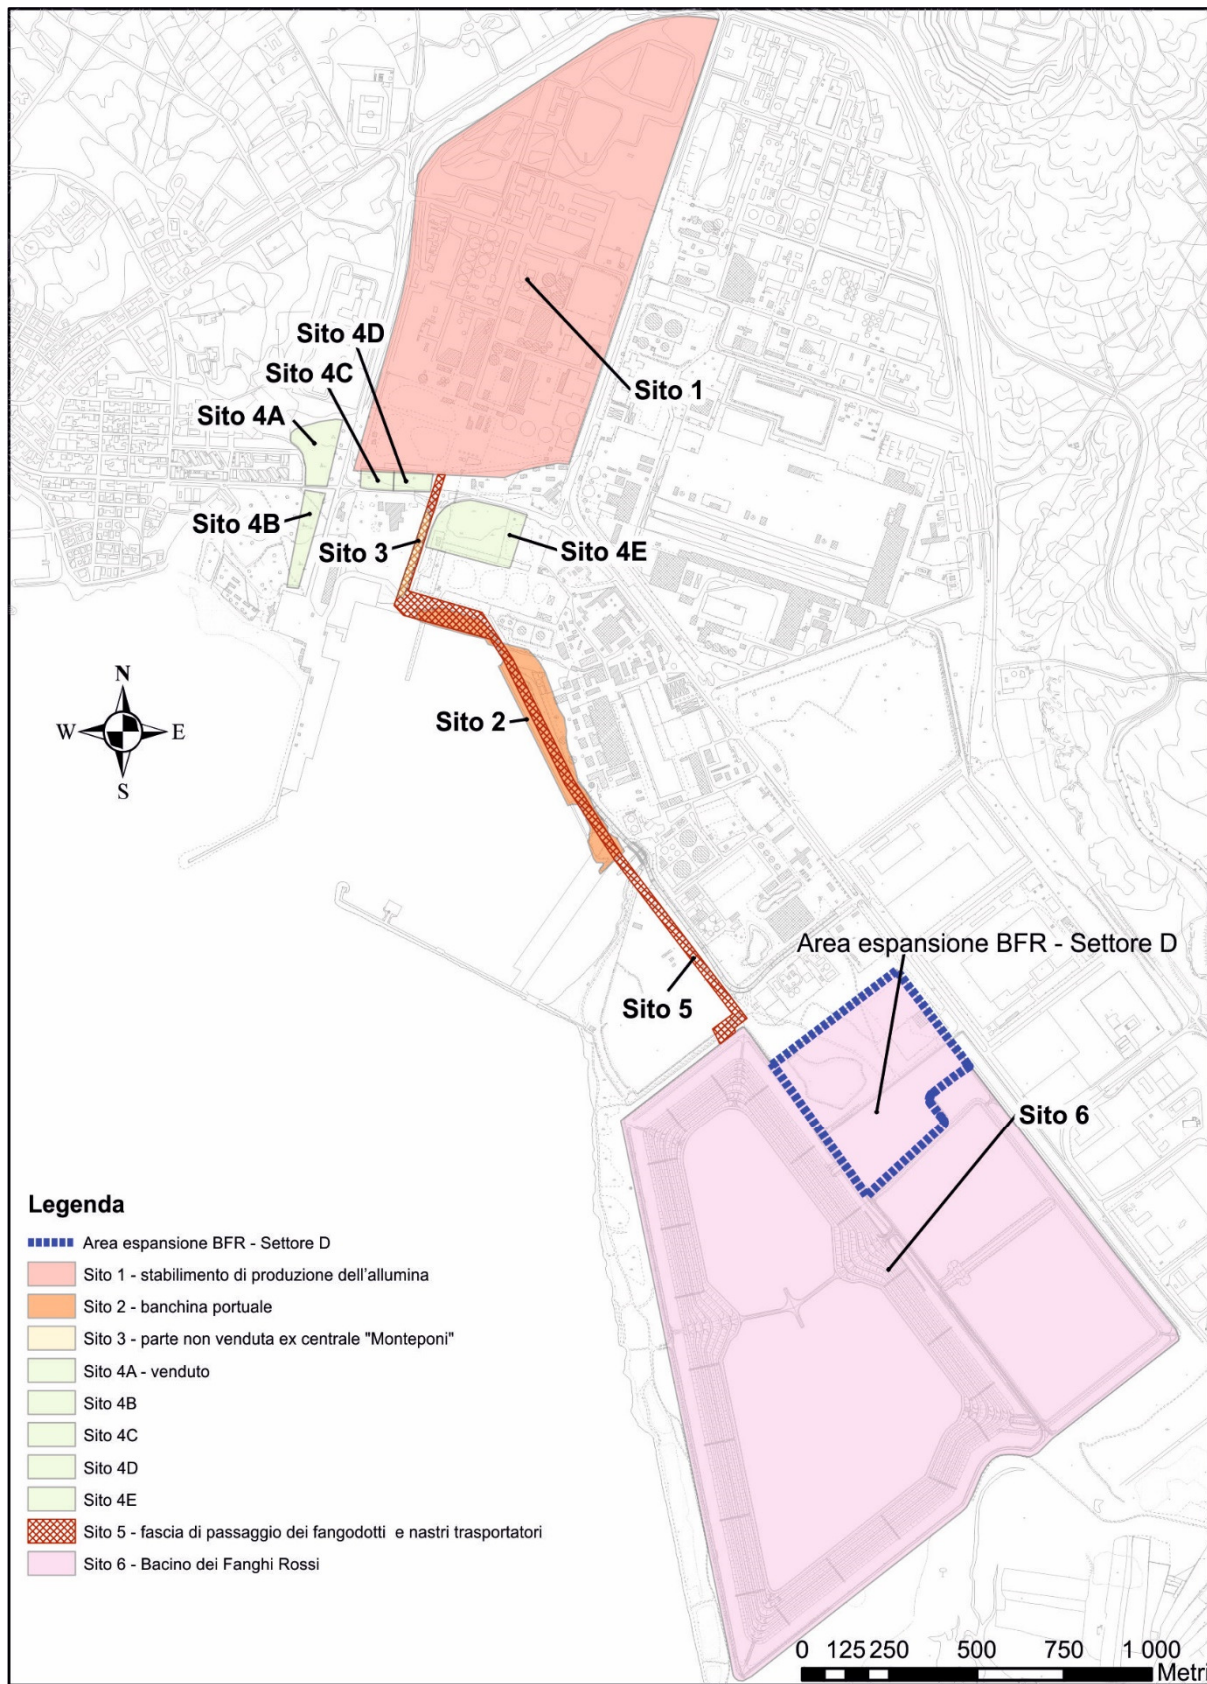 Sito 4D
Sito 4C
Sito 1
Sito 4A
Sito 4B
Sito 3
Sito 4E
N
W
E
S
Sito 2
Area espansione BFR - Settore D
Sito 5
Sito 6
Legenda
Area espansione BFR - Settore D
Sito 1 - stabilimento di produzione dell'allumina
Sito 2 - banchina portuale
Sito 3 - parte non venduta ex centrale "Monteponi"
Sito 4A - venduto
Sito 4B
Sito 4C
Sito 4D
Sito 4E
Sito 5 - fascia di passaggio dei fangodotti e nastri trasportatori
Sito 6 - Bacino dei Fanghi Rossi
0 125 250 500 750 1 000
Metri